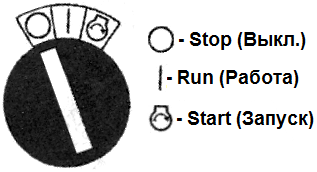 - Stop (Выкл.)
- Run (Работа)
- Start (Запуск)